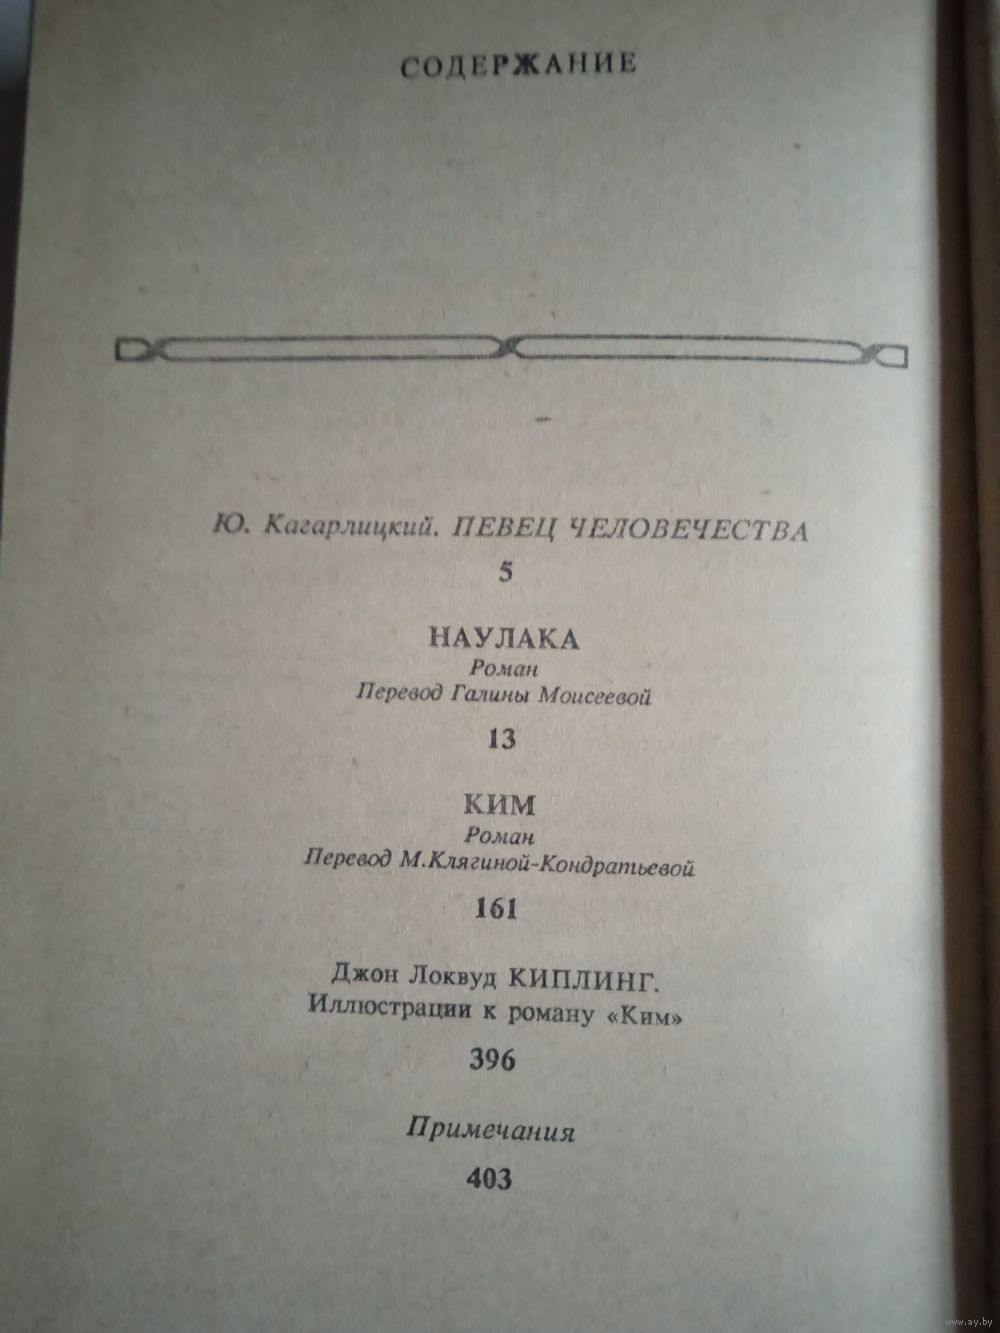 СОДЕРЖАНИЕ
Ю. Кагарлицкий. ПЕВЕЦ ЧЕЛОВЕЧЕСТВА
5
НАУЛАКА
Роман
Перевод Галины Моисеевой
13
КИМ
Роман
Перевод М.Клягиной-Кондратьевой
161
Джон Локвуд КИПЛИНГ.
Иллюстрации к роману «Ким»
396
Примечания
403
www.ay.by